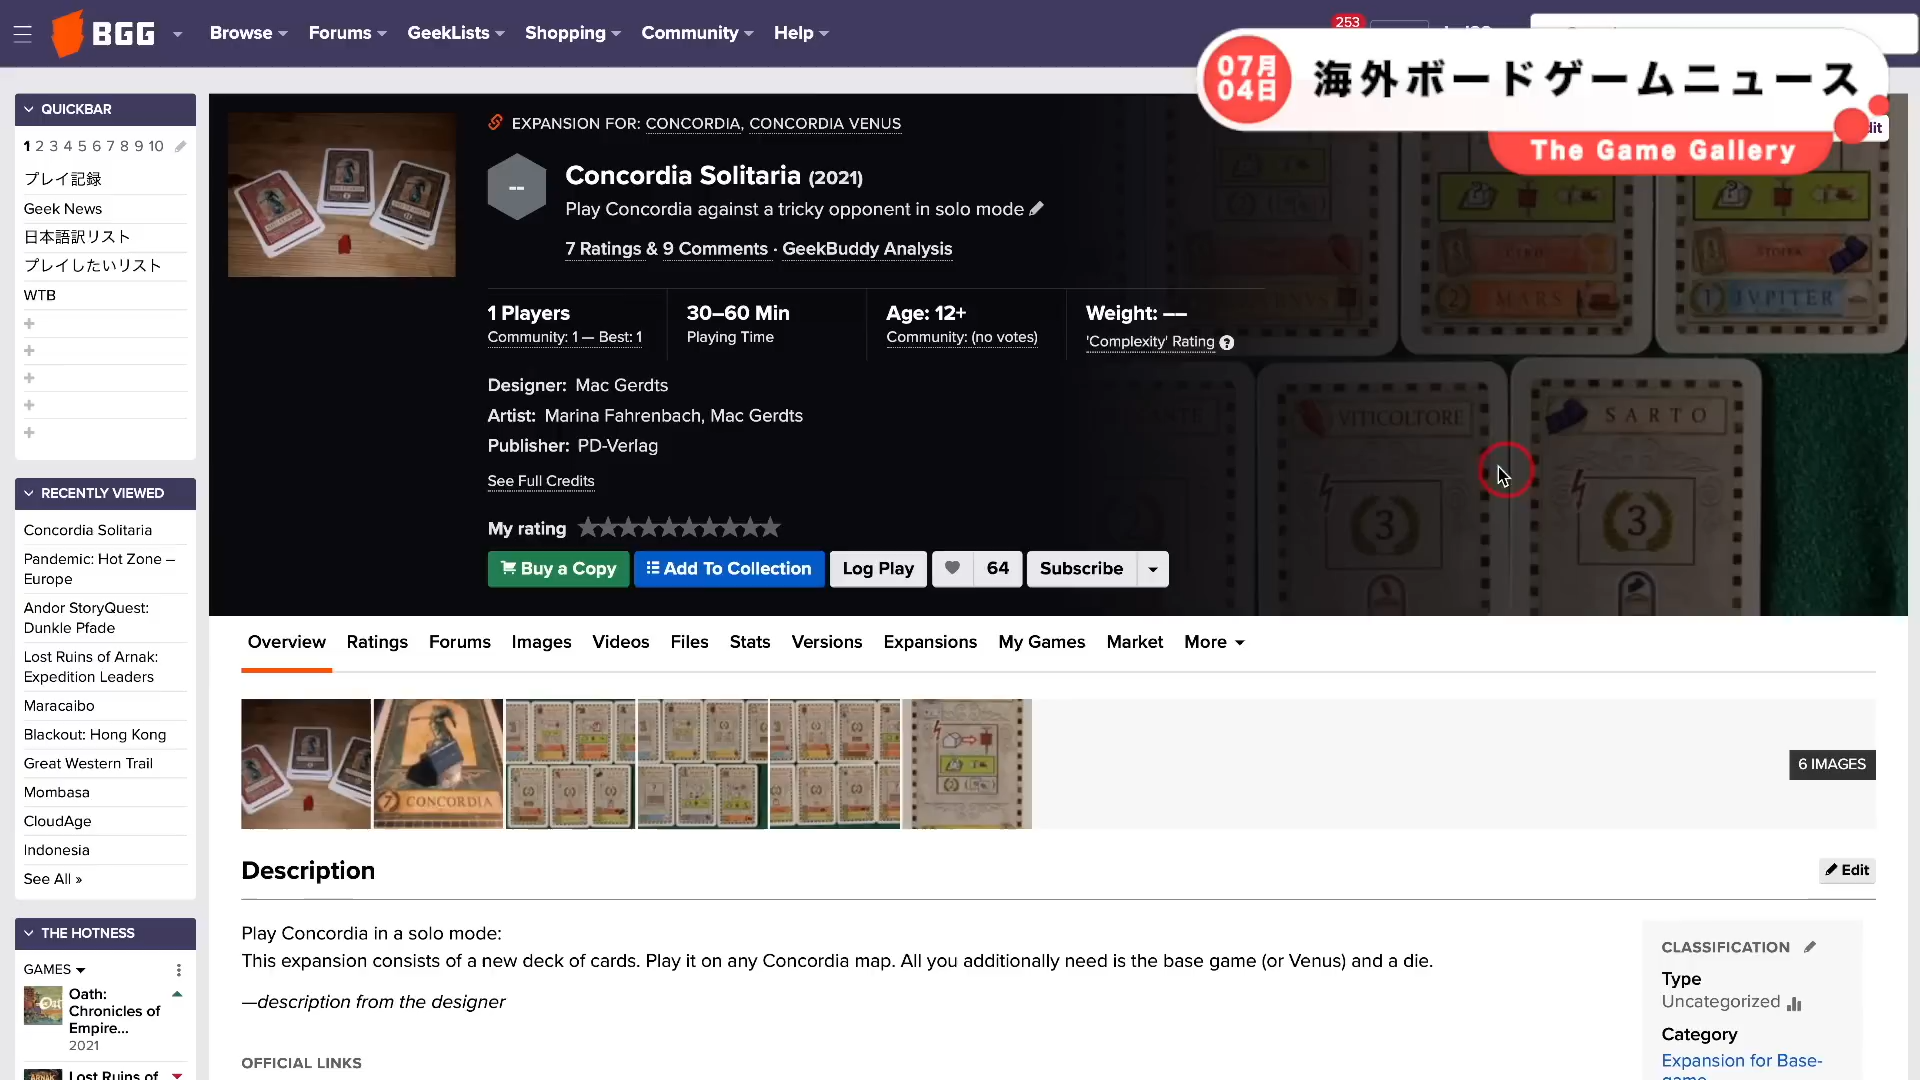 BGG
Browse
Forums
GeekLists
Shopping
Community
Help
253
07月
04日
海外ボードゲームニュース
The Game Gallery
QUICKBAR
1 2 3 4 5 6 7 8 9 10
プレイ記録
Geek News
日本語訳リスト
プレイしたいリスト
WTB
RECENTLY VIEWED
Concordia Solitaria
Pandemic: Hot Zone –
Europe
Andor StoryQuest:
Dunkle Pfade
Lost Ruins of Arnak:
Expedition Leaders
Maracaibo
Blackout: Hong Kong
Great Western Trail
Mombasa
CloudAge
Indonesia
See All »
THE HOTNESS
GAMES
Oath:
Chronicles of
Empire...
2021
Lost Ruins of
EXPANSION FOR: CONCORDIA, CONCORDIA VENUS
--
Concordia Solitaria (2021)
Play Concordia against a tricky opponent in solo mode
7 Ratings & 9 Comments · GeekBuddy Analysis
1 Players
Community: 1 — Best: 1
30–60 Min
Playing Time
Age: 12+
Community: (no votes)
Weight: ––
'Complexity' Rating
Designer: Mac Gerdts
Artist: Marina Fahrenbach, Mac Gerdts
Publisher: PD-Verlag
See Full Credits
My rating
Buy a Copy
Add To Collection
Log Play
64
Subscribe
2 MARS
1 IVPITER
VITICOLTORE
SARTO
3
3
Overview
Ratings
Forums
Images
Videos
Files
Stats
Versions
Expansions
My Games
Market
More
7 CONCORDIA
6 IMAGES
Description
Edit
Play Concordia in a solo mode:
This expansion consists of a new deck of cards. Play it on any Concordia map. All you additionally need is the base game (or Venus) and a die.
—description from the designer
OFFICIAL LINKS
CLASSIFICATION
Type
Uncategorized
Category
Expansion for Base-